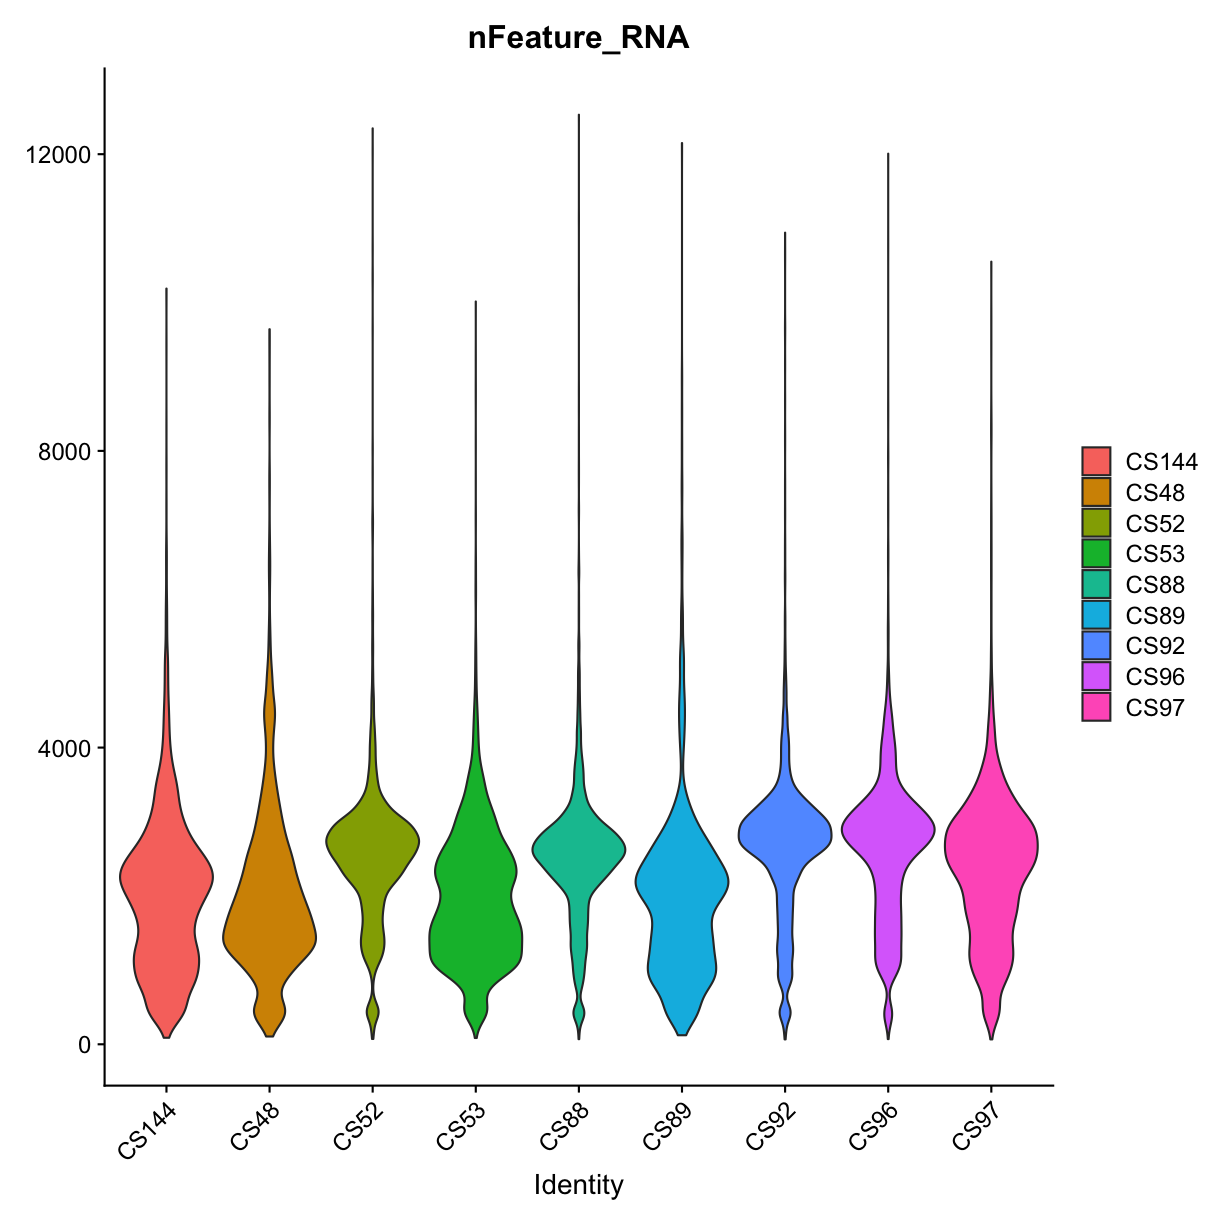 nFeature_RNA
12000
8000
4000
0
CS144
CS48
CS52
CS53
CS88
CS89
CS92
CS96
CS97
Identity
CS144
CS48
CS52
CS53
CS88
CS89
CS92
CS96
CS97